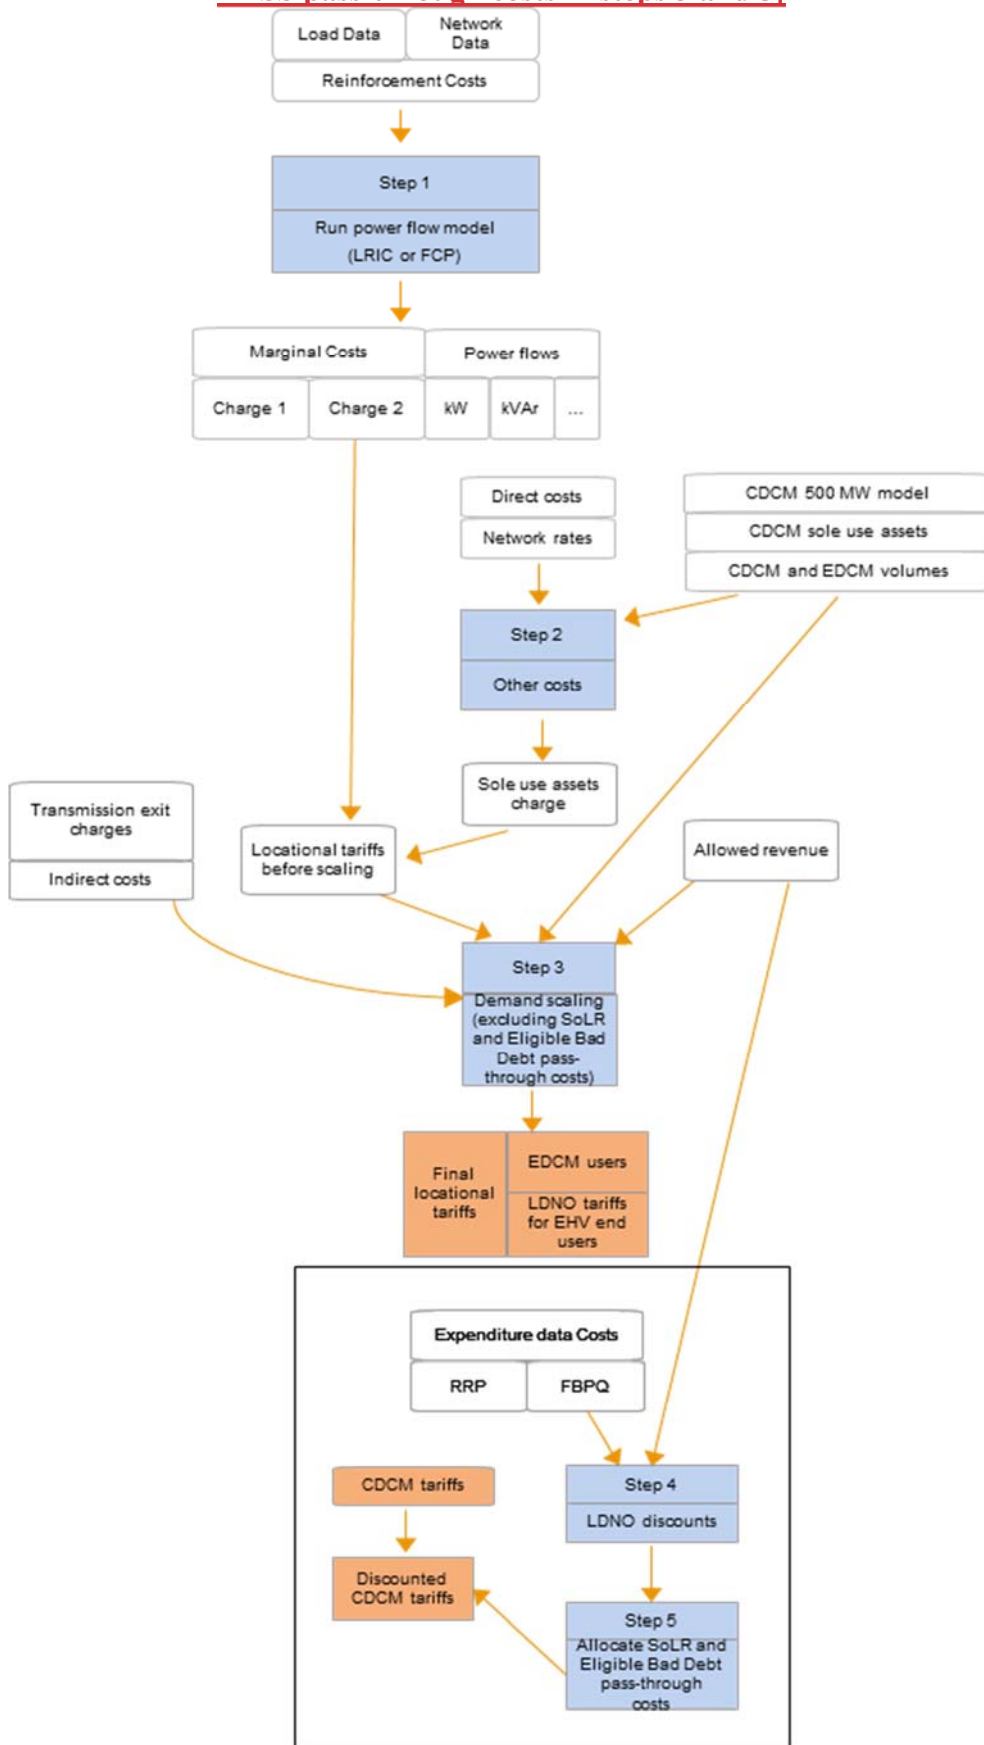 Load Data
Network
Data
Reinforcement Costs
Step 1
Run power flow model
(LRIC or FCP)
Marginal Costs
Power flows
Charge 1
Charge 2
kW
kVAr
...
Direct costs
Network rates
CDCM 500 MW model
CDCM sole use assets
CDCM and EDCM volumes
Step 2
Other costs
Sole use assets
charge
Transmission exit
charges
Indirect costs
Locational tariffs
before scaling
Allowed revenue
Step 3
Demand scaling
(excluding SoLR
and Eligible Bad
Debt pass-
through costs)
Final
locational
tariffs
EDCM users
LDNO tariffs
for EHV end
users
Expenditure data Costs
RRP
FBPQ
CDCM tariffs
Step 4
LDNO discounts
Discounted
CDCM tariffs
Step 5
Allocate SoLR and
Eligible Bad Debt
pass-through
costs